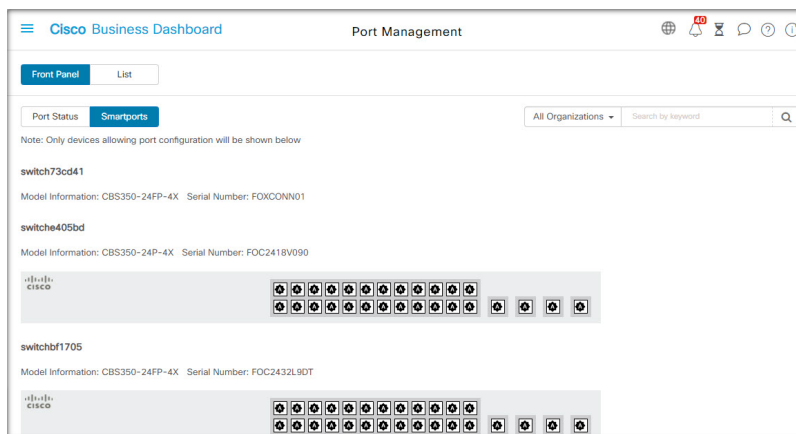 Cisco Business Dashboard
Port Management
40
Front Panel
List
Port Status
Smartports
All Organizations
Search by keyword
Note: Only devices allowing port configuration will be shown below
switch73cd41
Model Information: CBS350-24FP-4X Serial Number: FOXCONN01
switche405bd
Model Information: CBS350-24P-4X Serial Number: FOC2418V090
CISCO
switchbf1705
Model Information: CBS350-24FP-4X Serial Number: FOC2432L9DT
CISCO